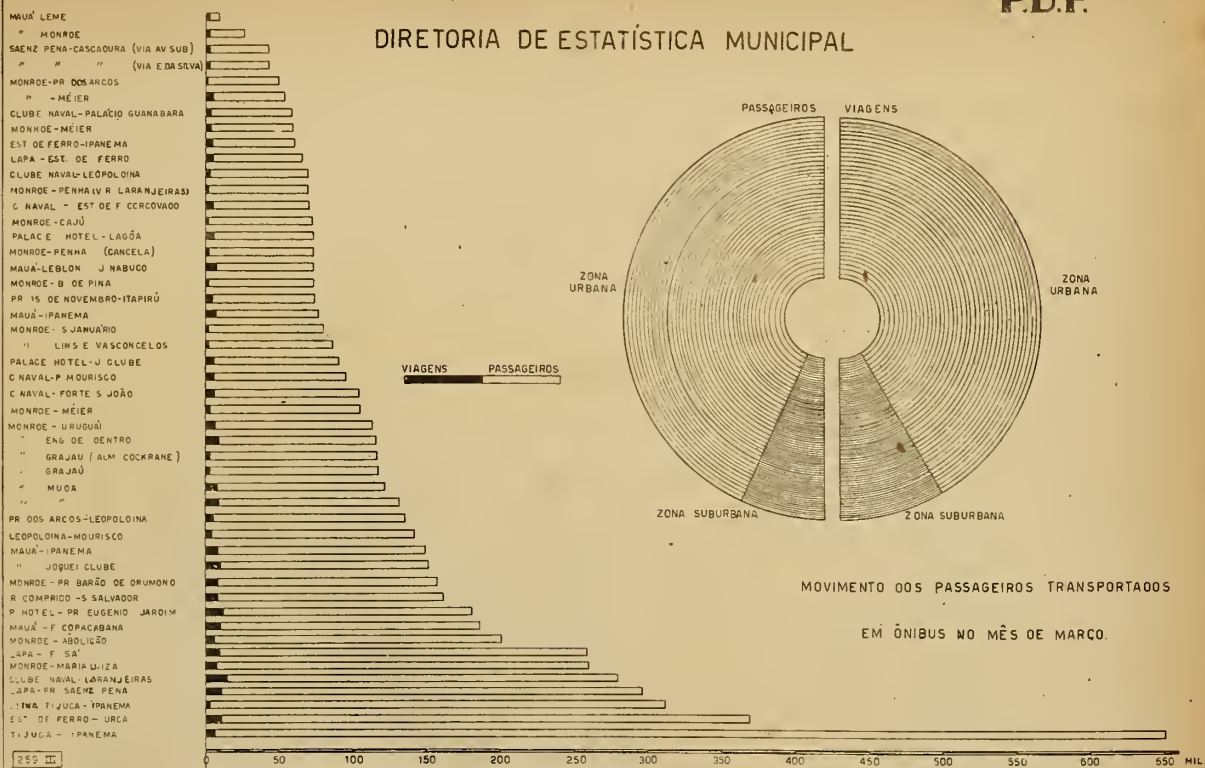 P.D.F.
DIRETORIA DE ESTATÍSTICA MUNICIPAL
MAUÁ LEME
" MONROE
SAENZ PENA-CASCADURA (VIA AV SUB)
" " " (VIA E. DA SILVA)
MONROE-PR DOS ARCOS
" -MÉIER
CLUBE NAVAL-PALÁCIO GUANABARA
MONROE-MÉIER
EST DE FERRO-IPANEMA
LAPA - EST. DE FERRO
CLUBE NAVAL-LEOPOLDINA
MONROE-PENHA (V R LARANJEIRAS)
C NAVAL - EST DE F CORCOVADO
MONROE-CAJÚ
PALACE HOTEL-LAGÔA
MONROE-PENHA (CANCELA)
MAUÁ-LEBLON J NABUCO
MONROE-B DE PINA
PR 15 DE NOVEMBRO-ITAPIRÚ
MAUÁ-IPANEMA
MONROE- S JANUÁRIO
" LINS E VASCONCELOS
PALACE HOTEL-J CLUBE
C NAVAL-P MOURISCO
C NAVAL-FORTE S JOÃO
MONROE-MÉIER
MONROE-URUGUAÍ
" ENG DE DENTRO
" GRAJAÚ (ALM COCKRANE)
" GRAJAÚ
" MUDA
" "
PR DOS ARCOS-LEOPOLDINA
LEOPOLDINA-MOURISCO
MAUÁ-IPANEMA
" JOQUEI CLUBE
MONROE-PR BARÃO DE DRUMOND
R COMPRIDO-S SALVADOR
P HOTEL-PR EUGENIO JARDIM
MAUÁ-F COPACABANA
MONROE-ABOLIÇÃO
LAPA-F SÁ
MONROE-MARIA LUIZA
CLUBE NAVAL-LARANJEIRAS
LAPA-PR SAENZ PENA
USINA TIJUCA-IPANEMA
EST DE FERRO-URCA
TIJUCA-IPANEMA
259 III
0 50 100 150 200 250 300 350 400 450 500 550 600 650 MIL
VIAGENS PASSAGEIROS
PASSAGEIROS VIAGENS
ZONA URBANA
ZONA URBANA
ZONA SUBURBANA
ZONA SUBURBANA
MOVIMENTO DOS PASSAGEIROS TRANSPORTADOS
EM ÔNIBUS NO MÊS DE MARÇO.